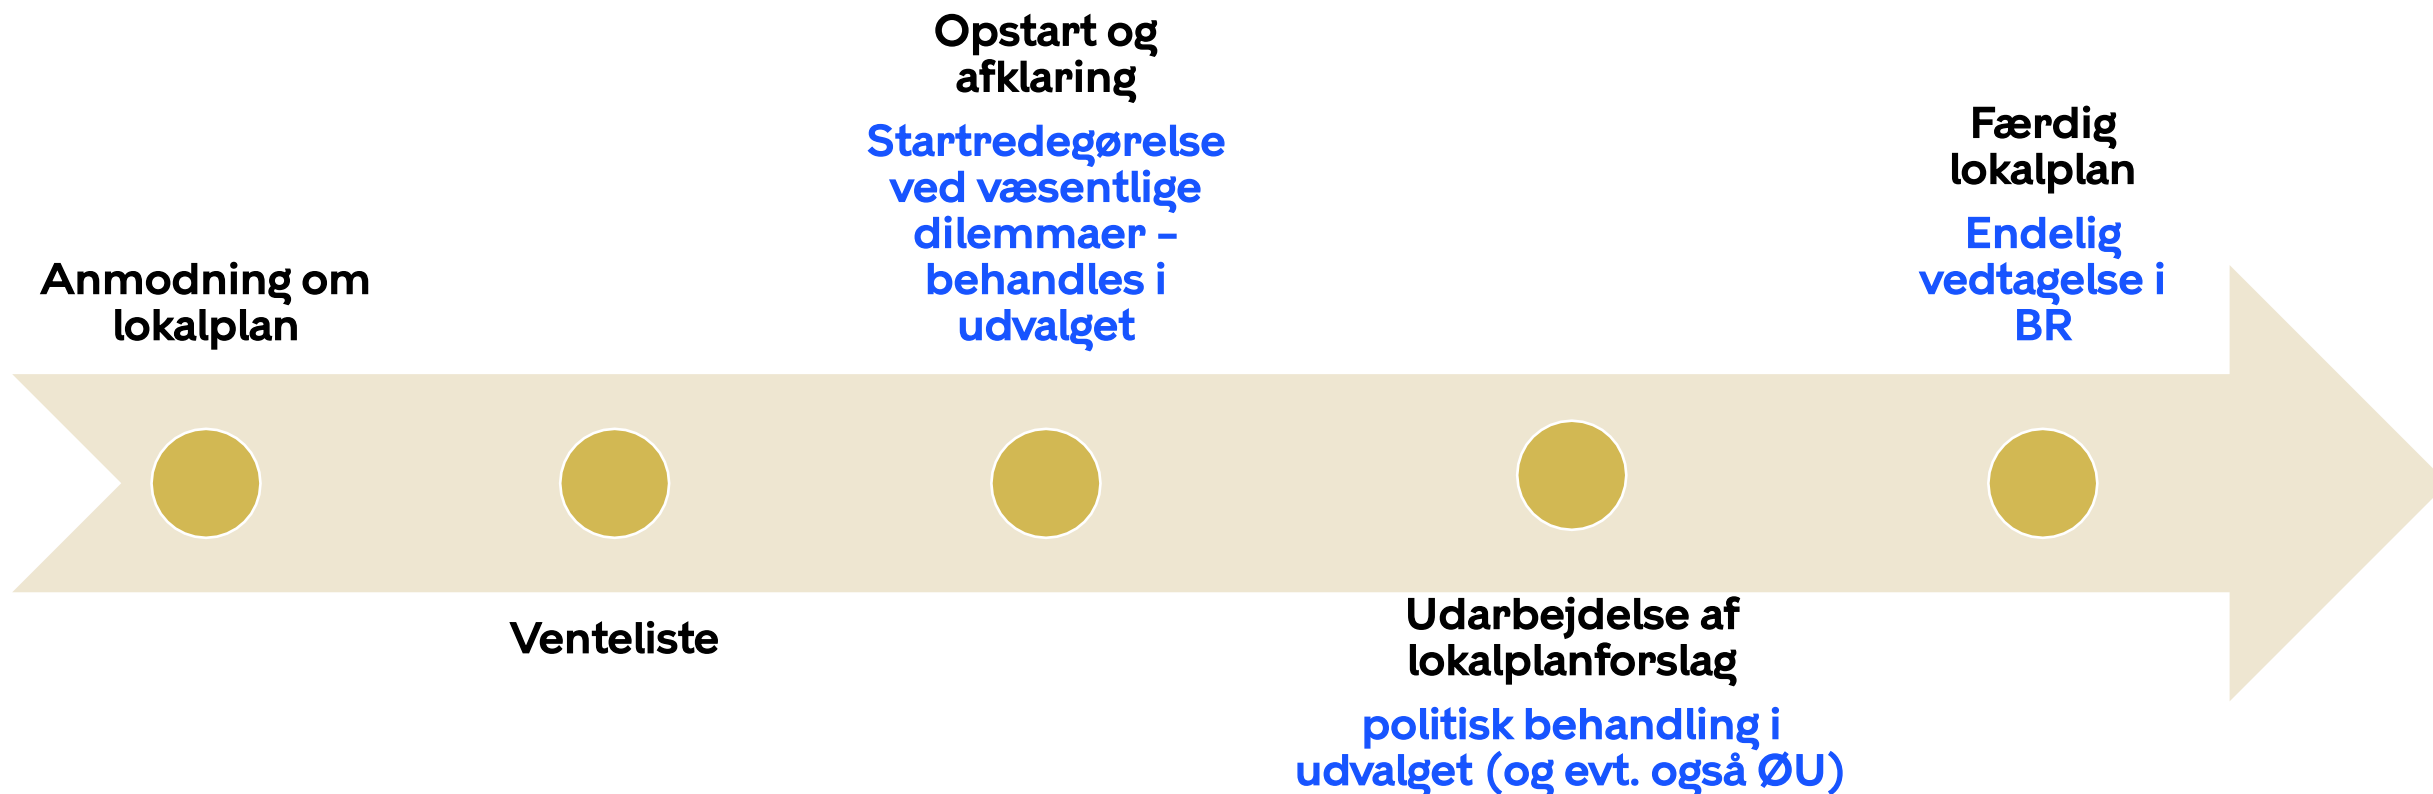 Anmodning om
lokalplan
Venteliste
Opstart og
afklaring
Startredegørelse
ved væsentlige
dilemmaer –
behandles i
udvalget
Udarbejdelse af
lokalplanforslag
politisk behandling i
udvalget (og evt. også ØU)
Færdig
lokalplan
Endelig
vedtagelse i
BR